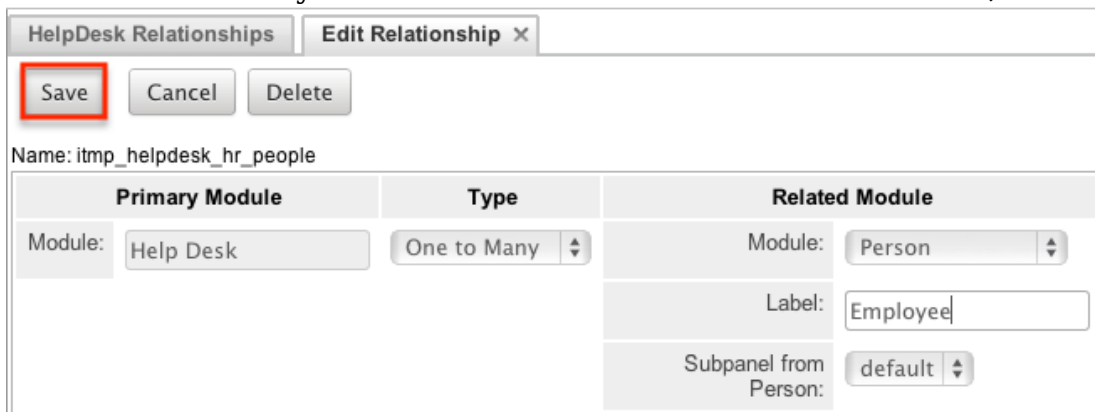 HelpDesk Relationships Edit Relationship ×
Save Cancel Delete
Name: itmp_helpdesk_hr_people
Primary Module Type Related Module
Module: Help Desk One to Many Module: Person
Label: Employee
Subpanel from default
Person: